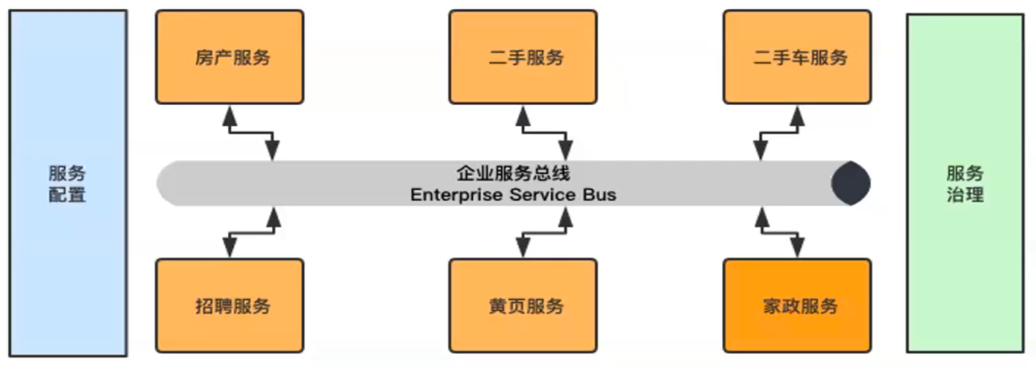 房产服务
二手服务
二手车服务
服务
配置
企业服务总线
Enterprise Service Bus
服务
治理
招聘服务
黄页服务
家政服务